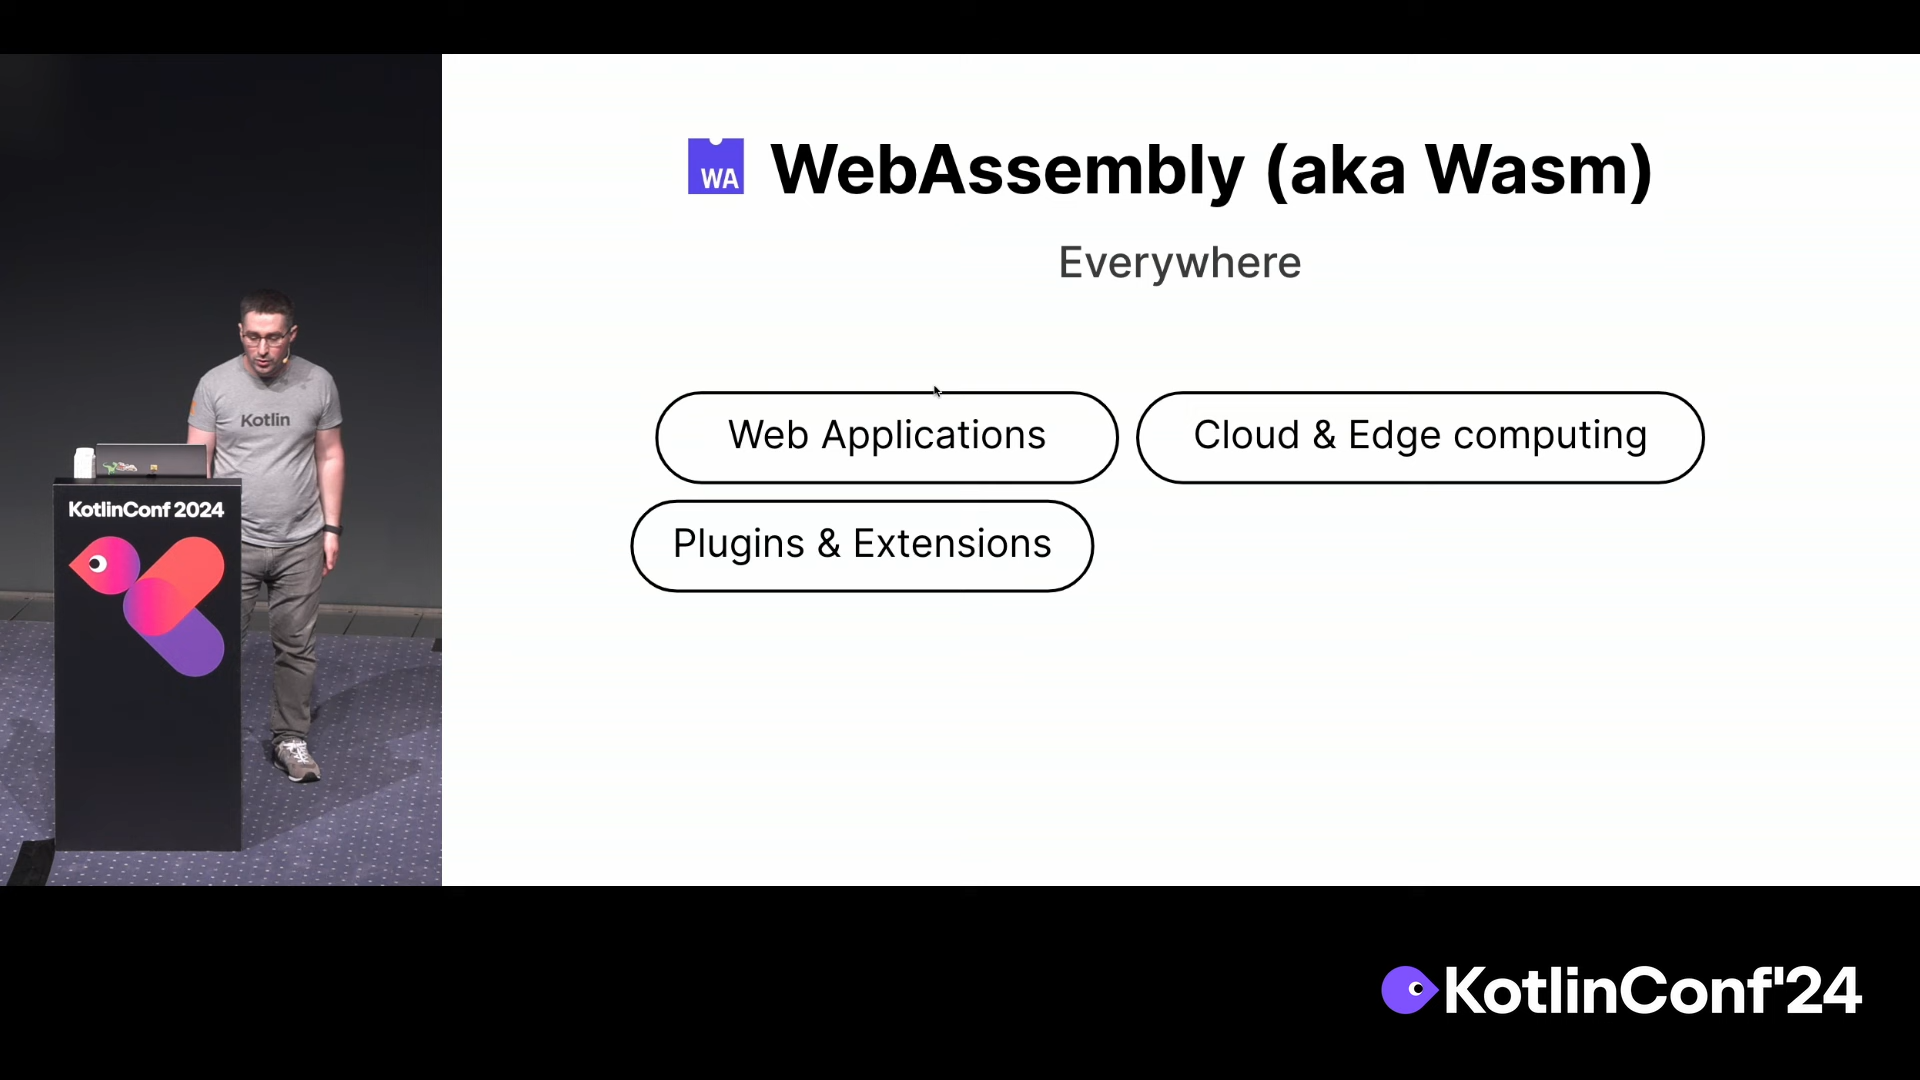 WA WebAssembly (aka Wasm)
Everywhere
Web Applications
Cloud & Edge computing
Plugins & Extensions
Kotlin
KotlinConf 2024
KotlinConf'24